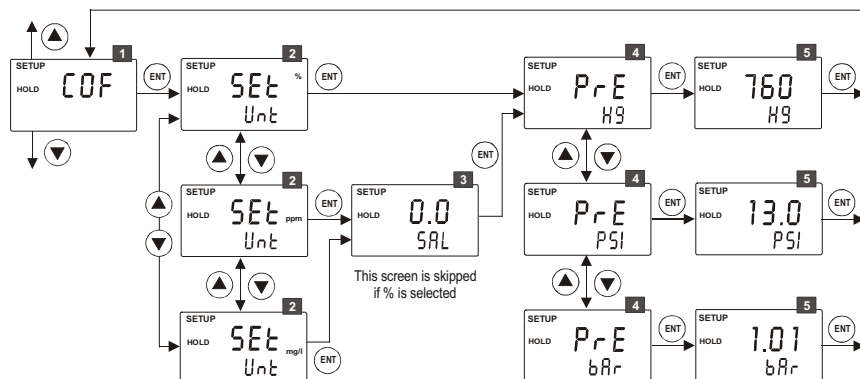 1
SETUP
HOLD
COF
ENT
2
SETUP
%
HOLD
SEt
Unt
ENT
2
SETUP
HOLD
SEt
ppm
Unt
ENT
2
SETUP
HOLD
SEt
mg/l
Unt
ENT
3
SETUP
HOLD
0.0
SAL
This screen is skipped
if % is selected
ENT
4
SETUP
HOLD
PrE
Hg
ENT
5
SETUP
HOLD
760
Hg
ENT
4
SETUP
HOLD
PrE
PSI
ENT
5
SETUP
HOLD
13.0
PSI
ENT
4
SETUP
HOLD
PrE
bAr
ENT
5
SETUP
HOLD
1.01
bAr
ENT